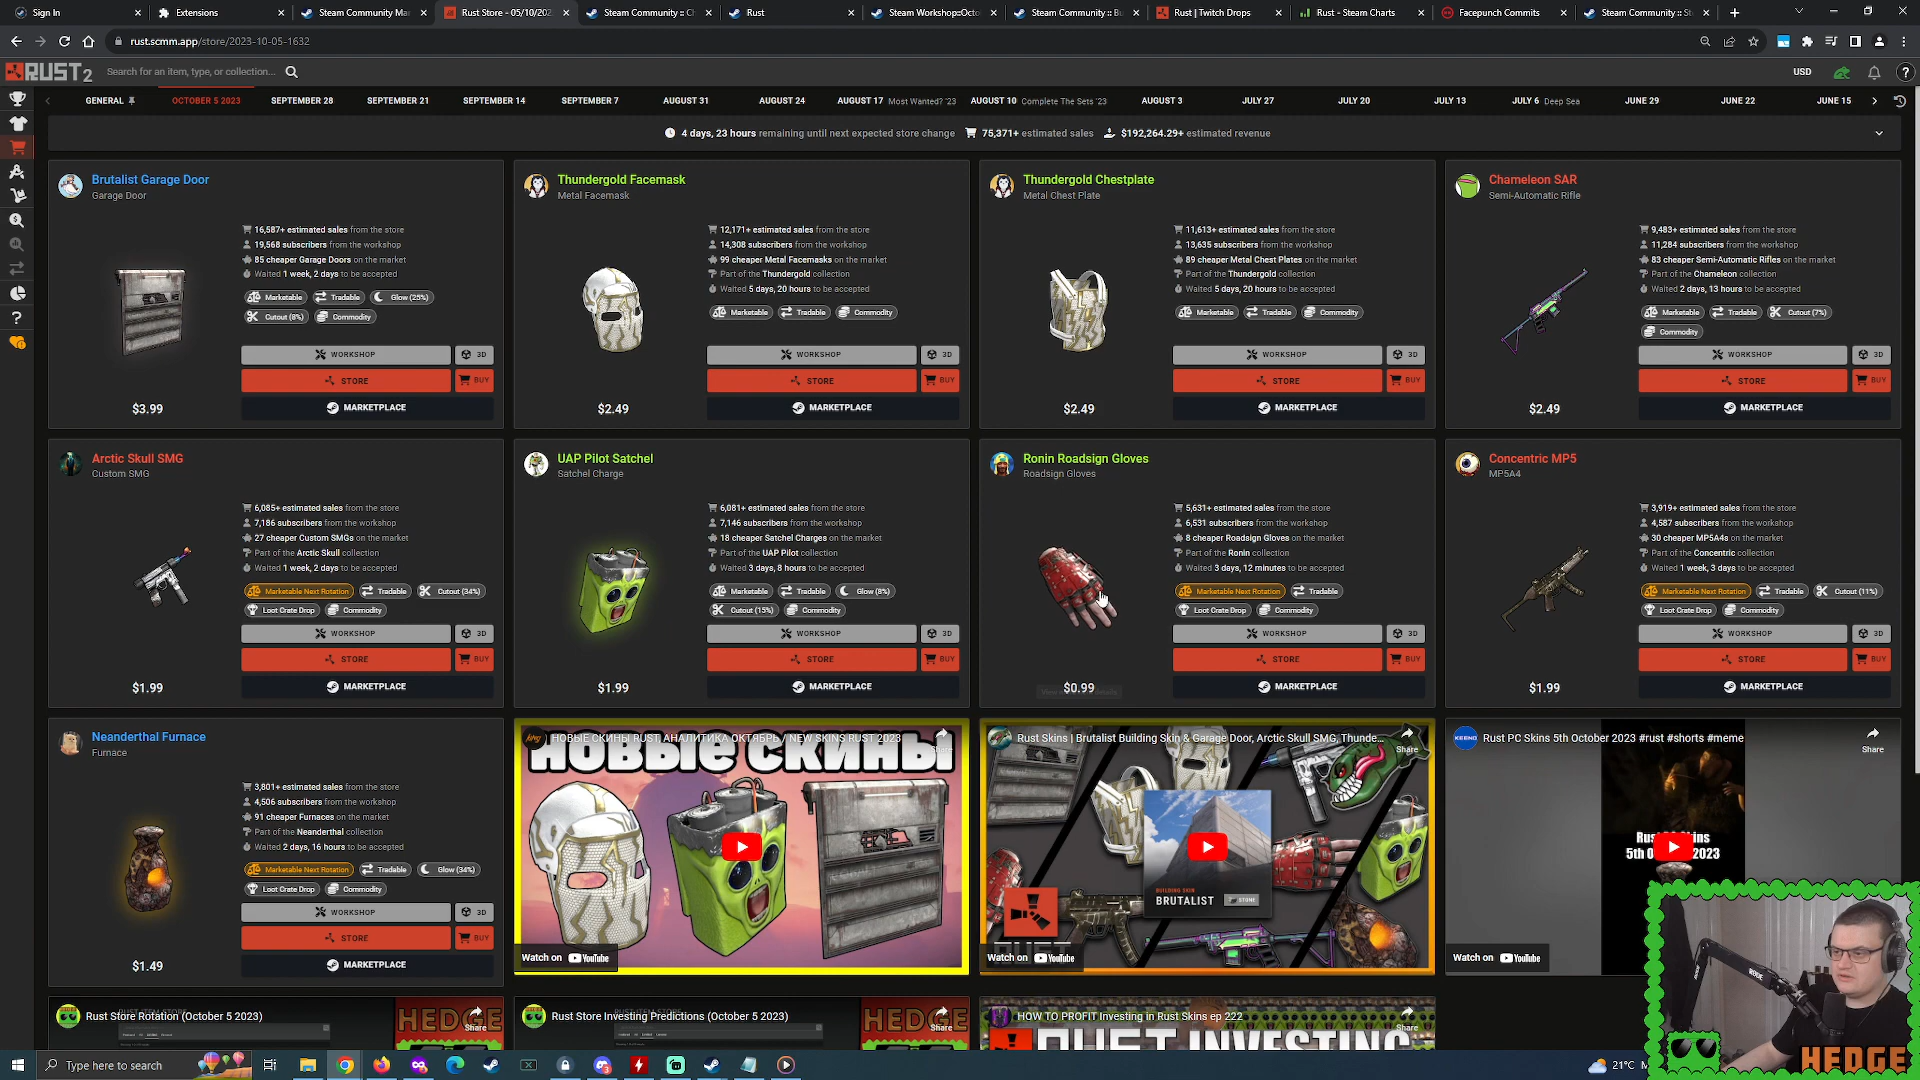 Sign In
Extensions
Steam Community Ma
Rust Store - 05/10/202
Steam Community :: Cl
Rust
Steam Workshop::Octo
Steam Community :: Bu
Rust | Twitch Drops
Rust - Steam Charts
Facepunch Commits
Steam Community :: St
rust.scmm.app/store/2023-10-05-1632
RUST 2
Search for an item, type, or collection...
USD
GENERAL
OCTOBER 5 2023
SEPTEMBER 28
SEPTEMBER 21
SEPTEMBER 14
SEPTEMBER 7
AUGUST 31
AUGUST 24
AUGUST 17 Most Wanted? '23
AUGUST 10 Complete The Sets '23
AUGUST 3
JULY 27
JULY 20
JULY 13
JULY 6 Deep Sea
JUNE 29
JUNE 22
JUNE 15
4 days, 23 hours remaining until next expected store change
75,371+ estimated sales
$192,264.29+ estimated revenue
Brutalist Garage Door
Garage Door
16,587+ estimated sales from the store
19,568 subscribers from the workshop
85 cheaper Garage Doors on the market
Waited 1 week, 2 days to be accepted
Marketable
Tradable
Glow (25%)
Cutout (8%)
Commodity
WORKSHOP
3D
STORE
BUY
$3.99
MARKETPLACE
Thundergold Facemask
Metal Facemask
12,171+ estimated sales from the store
14,308 subscribers from the workshop
99 cheaper Metal Facemasks on the market
Part of the Thundergold collection
Waited 5 days, 20 hours to be accepted
Marketable
Tradable
Commodity
WORKSHOP
3D
STORE
BUY
$2.49
MARKETPLACE
Thundergold Chestplate
Metal Chest Plate
11,613+ estimated sales from the store
13,635 subscribers from the workshop
89 cheaper Metal Chest Plates on the market
Part of the Thundergold collection
Waited 5 days, 20 hours to be accepted
Marketable
Tradable
Commodity
WORKSHOP
3D
STORE
BUY
$2.49
MARKETPLACE
Chameleon SAR
Semi-Automatic Rifle
9,483+ estimated sales from the store
11,284 subscribers from the workshop
83 cheaper Semi-Automatic Rifles on the market
Part of the Chameleon collection
Waited 2 days, 13 hours to be accepted
Marketable
Tradable
Cutout (7%)
Commodity
WORKSHOP
3D
STORE
BUY
$2.49
MARKETPLACE
Arctic Skull SMG
Custom SMG
6,085+ estimated sales from the store
7,186 subscribers from the workshop
27 cheaper Custom SMGs on the market
Part of the Arctic Skull collection
Waited 1 week, 2 days to be accepted
Marketable Next Rotation
Tradable
Cutout (34%)
Loot Crate Drop
Commodity
WORKSHOP
3D
STORE
BUY
$1.99
MARKETPLACE
UAP Pilot Satchel
Satchel Charge
6,081+ estimated sales from the store
7,146 subscribers from the workshop
18 cheaper Satchel Charges on the market
Part of the UAP Pilot collection
Waited 3 days, 8 hours to be accepted
Marketable
Tradable
Glow (8%)
Cutout (15%)
Commodity
WORKSHOP
3D
STORE
BUY
$1.99
MARKETPLACE
Ronin Roadsign Gloves
Roadsign Gloves
5,631+ estimated sales from the store
6,531 subscribers from the workshop
8 cheaper Roadsign Gloves on the market
Part of the Ronin collection
Waited 3 days, 12 minutes to be accepted
Marketable Next Rotation
Tradable
Loot Crate Drop
Commodity
WORKSHOP
3D
STORE
BUY
$0.99
MARKETPLACE
Concentric MP5
MP5A4
3,919+ estimated sales from the store
4,587 subscribers from the workshop
30 cheaper MP5A4s on the market
Part of the Concentric collection
Waited 1 week, 3 days to be accepted
Marketable Next Rotation
Tradable
Cutout (11%)
Loot Crate Drop
Commodity
WORKSHOP
3D
STORE
BUY
$1.99
MARKETPLACE
Neanderthal Furnace
Furnace
3,801+ estimated sales from the store
4,506 subscribers from the workshop
91 cheaper Furnaces on the market
Part of the Neanderthal collection
Waited 2 days, 16 hours to be accepted
Marketable Next Rotation
Tradable
Glow (34%)
Loot Crate Drop
Commodity
WORKSHOP
3D
STORE
BUY
$1.49
MARKETPLACE
НОВЫЕ СКИНЫ RUST, АНАЛИТИКА ОКТЯБРЬ / NEW SKINS RUST 2023
Share
НОВЫЕ СКИНЫ
Watch on YouTube
Rust Skins | Brutalist Building Skin & Garage Door, Arctic Skull SMG, Thunde...
Share
BUILDING SKIN
BRUTALIST
STORE
Watch on YouTube
Rust PC Skins 5th October 2023 #rust #shorts #meme
Share
Watch on YouTube
Rust Store Rotation (October 5 2023)
HEDGE
Share
Rust Store Investing Predictions (October 5 2023)
HEDGE
Share
HOW TO PROFIT Investing in Rust Skins ep 222
Share
RUST INVESTING
HEDGE
Type here to search
21°C